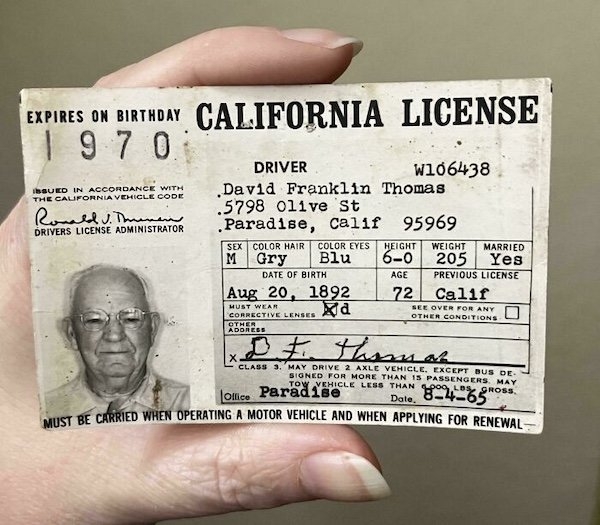 EXPIRES ON BIRTHDAY
1970
CALIFORNIA LICENSE
DRIVER
W106438
ISSUED IN ACCORDANCE WITH
THE CALIFORNIA VEHICLE CODE
DRIVERS LICENSE ADMINISTRATOR
David Franklin Thomas
5798 Olive St
Paradise, Calif 95969
SEX COLOR HAIR COLOR EYES HEIGHT WEIGHT MARRIED
M Gry Blu 6-0 205 Yes
DATE OF BIRTH AGE PREVIOUS LICENSE
Aug 20, 1892 72 Calif
MUST WEAR
CORRECTIVE LENSES Xd
SEE OVER FOR ANY
OTHER CONDITIONS
OTHER
ADDRESS
X D. F. Thomas
CLASS 3. MAY DRIVE 2 AXLE VEHICLE, EXCEPT BUS DE-
SIGNED FOR MORE THAN 15 PASSENGERS. MAY
TOW VEHICLE LESS THAN 6,000 LBS. GROSS.
Office Paradise Date. 8-4-65
MUST BE CARRIED WHEN OPERATING A MOTOR VEHICLE AND WHEN APPLYING FOR RENEWAL